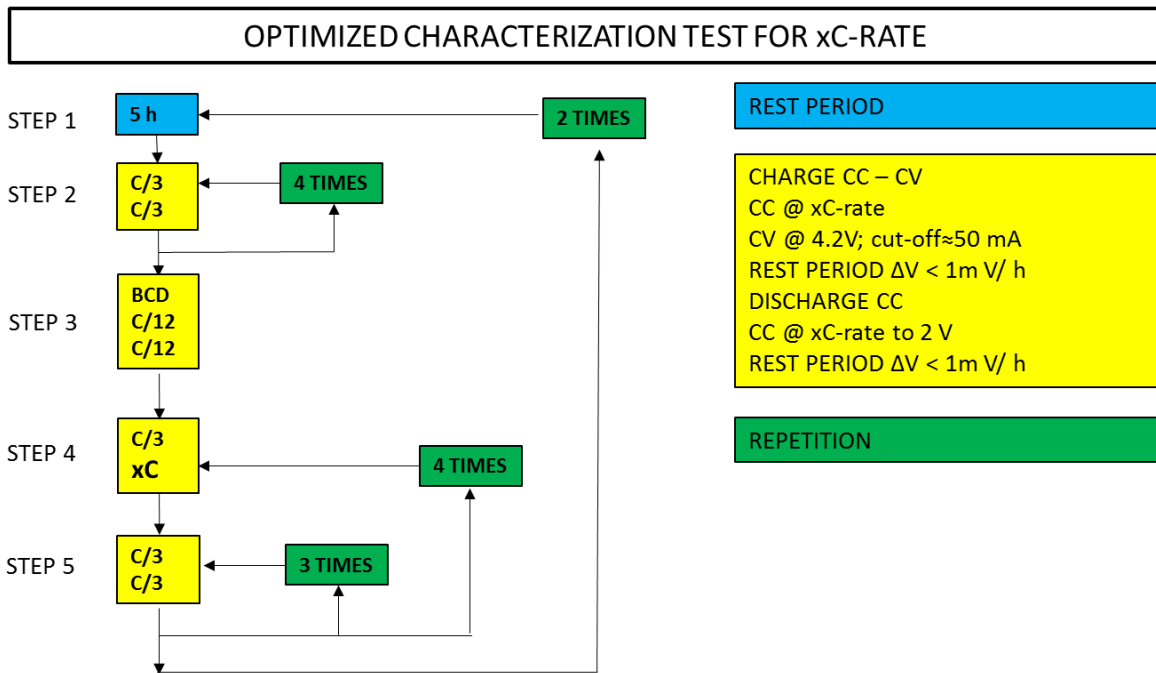 OPTIMIZED CHARACTERIZATION TEST FOR xC-RATE
STEP 1
5 h
2 TIMES
STEP 2
C/3
C/3
4 TIMES
STEP 3
BCD
C/12
C/12
STEP 4
C/3
xC
4 TIMES
STEP 5
C/3
C/3
3 TIMES
REST PERIOD
CHARGE CC – CV
CC @ xC-rate
CV @ 4.2V; cut-off≈50 mA
REST PERIOD ΔV < 1m V/ h
DISCHARGE CC
CC @ xC-rate to 2 V
REST PERIOD ΔV < 1m V/ h
REPETITION